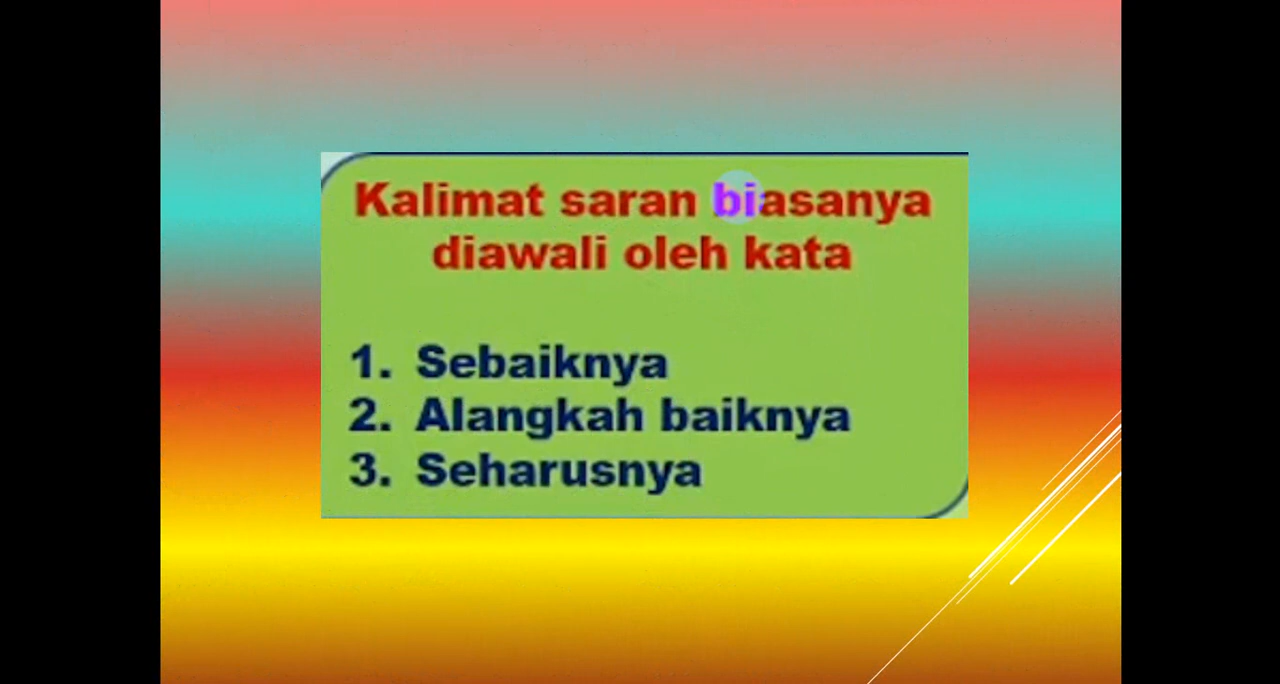 Kalimat saran biasanya
diawali oleh kata
1. Sebaiknya
2. Alangkah baiknya
3. Seharusnya